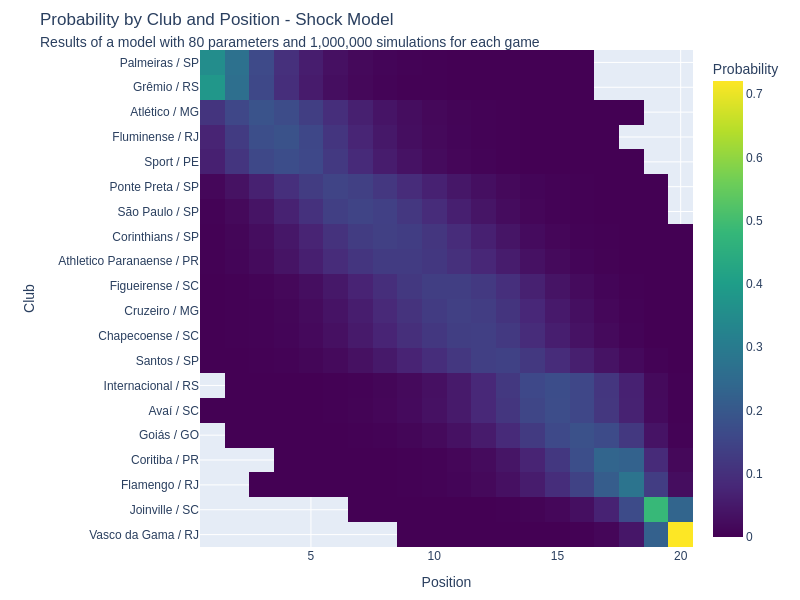 Probability by Club and Position - Shock Model
Results of a model with 80 parameters and 1,000,000 simulations for each game
Probability
Palmeiras / SP
Grêmio / RS
Atlético / MG
Fluminense / RJ
Sport / PE
Ponte Preta / SP
São Paulo / SP
Corinthians / SP
Athletico Paranaense / PR
Figueirense / SC
Cruzeiro / MG
Chapecoense / SC
Santos / SP
Internacional / RS
Avaí / SC
Goiás / GO
Coritiba / PR
Flamengo / RJ
Joinville / SC
Vasco da Gama / RJ
Club
5
10
15
20
Position
0.7
0.6
0.5
0.4
0.3
0.2
0.1
0